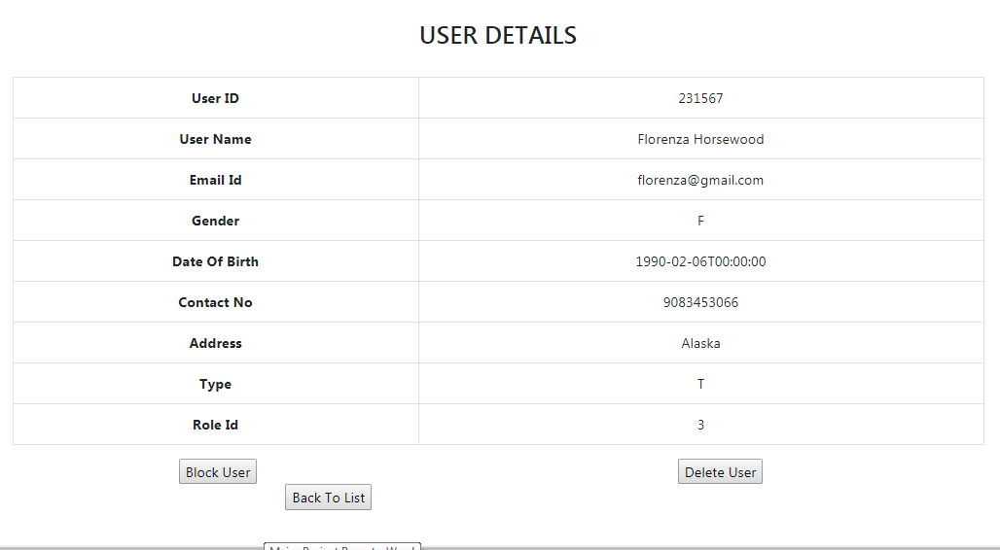 USER DETAILS
User ID 231567
User Name Florenza Horsewood
Email Id florenza@gmail.com
Gender F
Date Of Birth 1990-02-06T00:00:00
Contact No 9083453066
Address Alaska
Type T
Role Id 3
Block User Delete User
Back To List